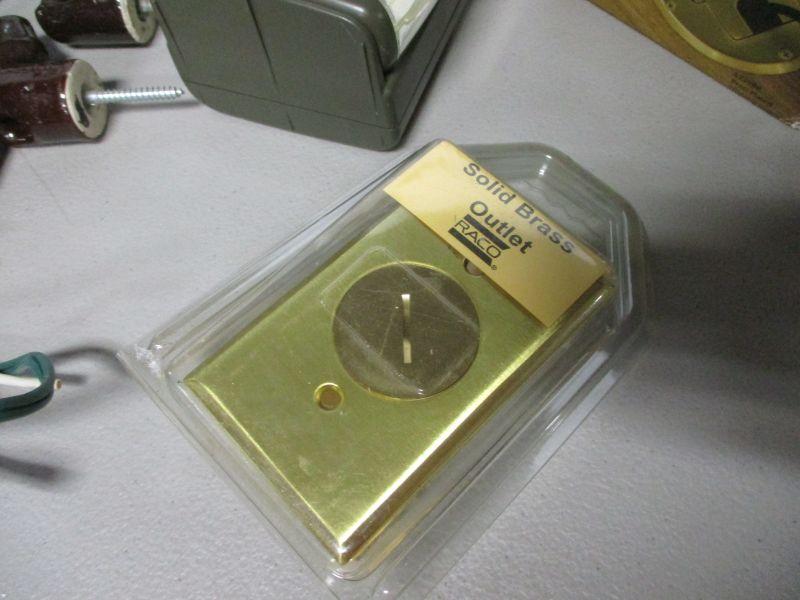 Solid Brass
Outlet
RACO
®